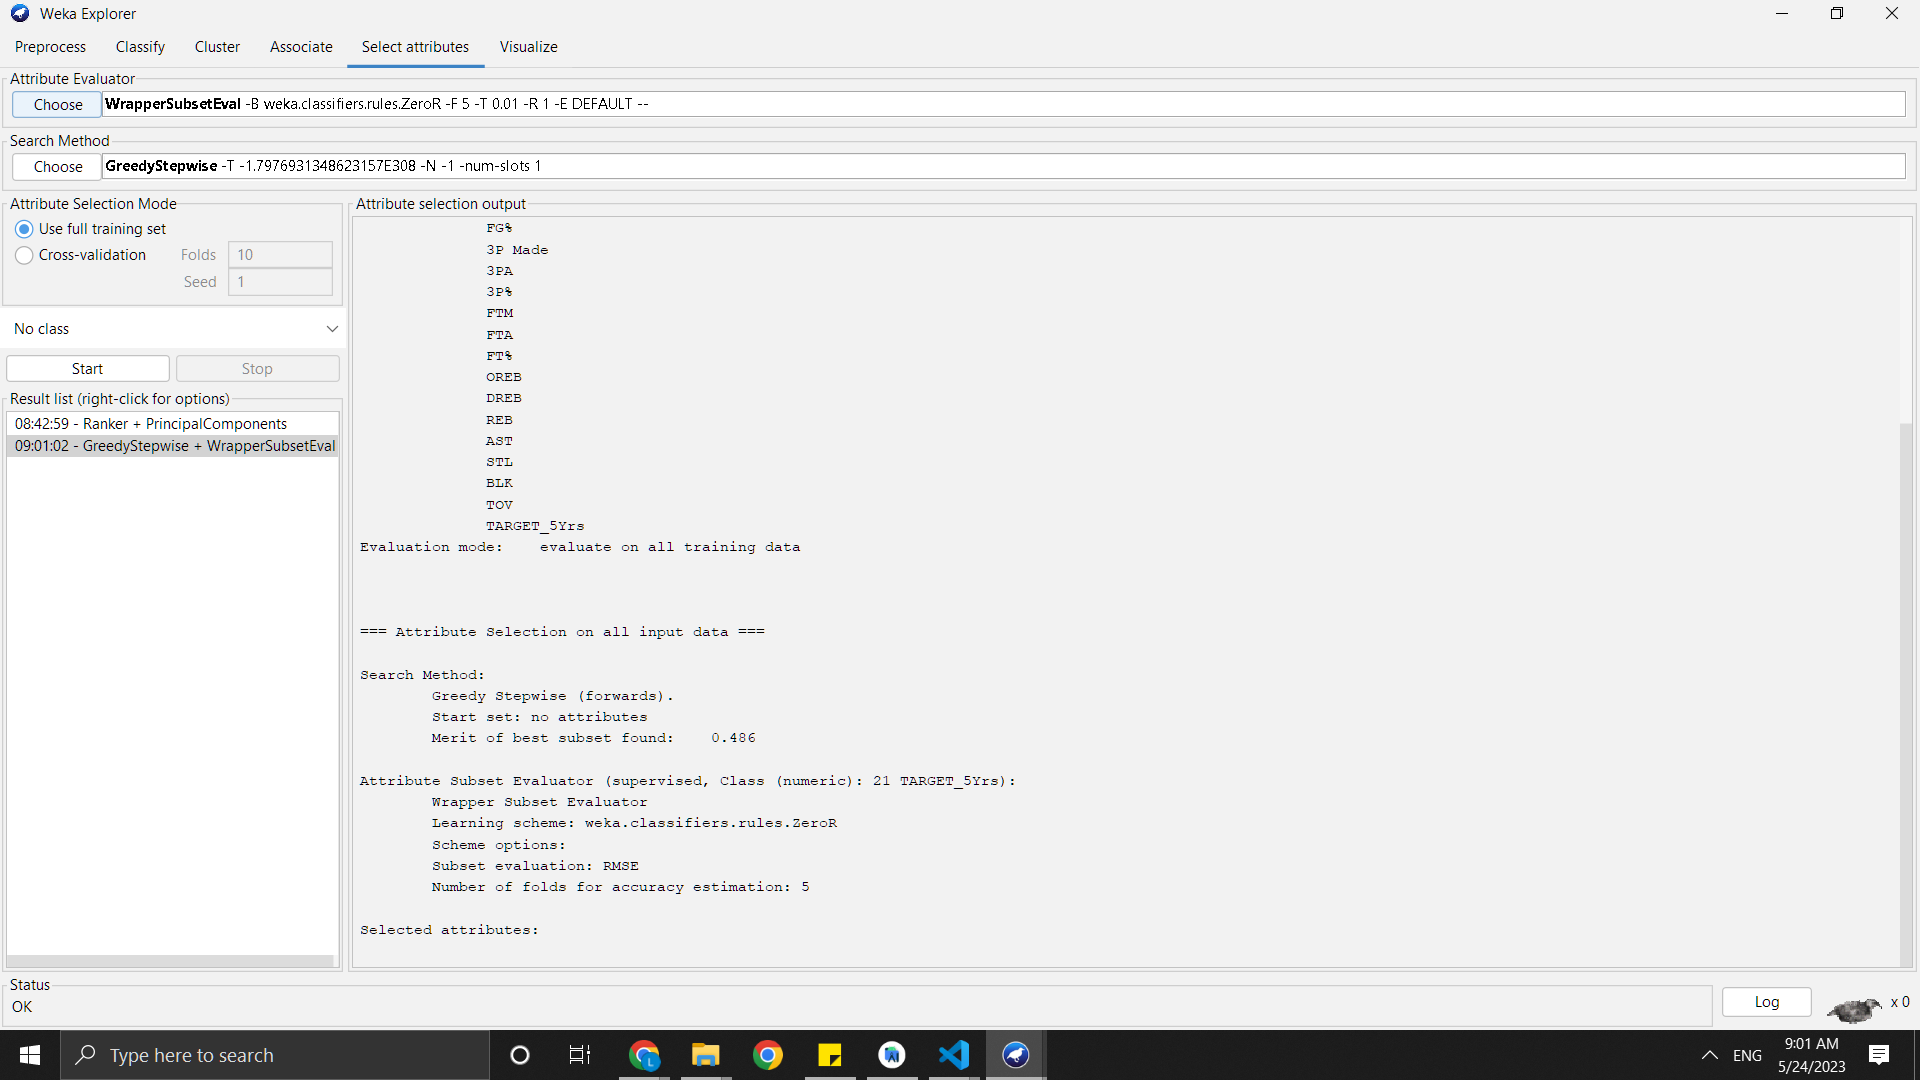 Weka Explorer
Preprocess Classify Cluster Associate Select attributes Visualize
Attribute Evaluator
Choose WrapperSubsetEval -B weka.classifiers.rules.ZeroR -F 5 -T 0.01 -R 1 -E DEFAULT --
Search Method
Choose GreedyStepwise -T -1.7976931348623157E308 -N -1 -num-slots 1
Attribute Selection Mode
Use full training set
Cross-validation Folds 10
Seed 1
No class
Start Stop
Result list (right-click for options)
08:42:59 - Ranker + PrincipalComponents
09:01:02 - GreedyStepwise + WrapperSubsetEval
Attribute selection output
FG%
3P Made
3PA
3P%
FTM
FTA
FT%
OREB
DREB
REB
AST
STL
BLK
TOV
TARGET_5Yrs
Evaluation mode: evaluate on all training data
=== Attribute Selection on all input data ===
Search Method:
Greedy Stepwise (forwards).
Start set: no attributes
Merit of best subset found: 0.486
Attribute Subset Evaluator (supervised, Class (numeric): 21 TARGET_5Yrs):
Wrapper Subset Evaluator
Learning scheme: weka.classifiers.rules.ZeroR
Scheme options:
Subset evaluation: RMSE
Number of folds for accuracy estimation: 5
Selected attributes:
Status
OK
Log
x 0
Type here to search
L
ENG
9:01 AM
5/24/2023